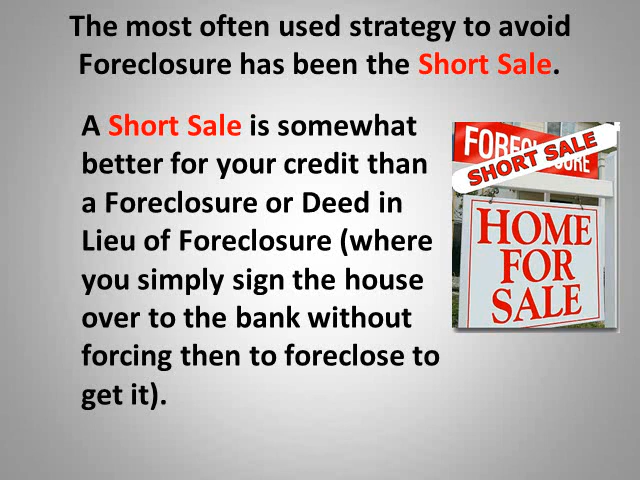 The most often used strategy to avoid
Foreclosure has been the Short Sale.
A Short Sale is somewhat
better for your credit than
a Foreclosure or Deed in
Lieu of Foreclosure (where
you simply sign the house
over to the bank without
forcing then to foreclose to
get it).
SHORT SALE
HOME
FOR
SALE